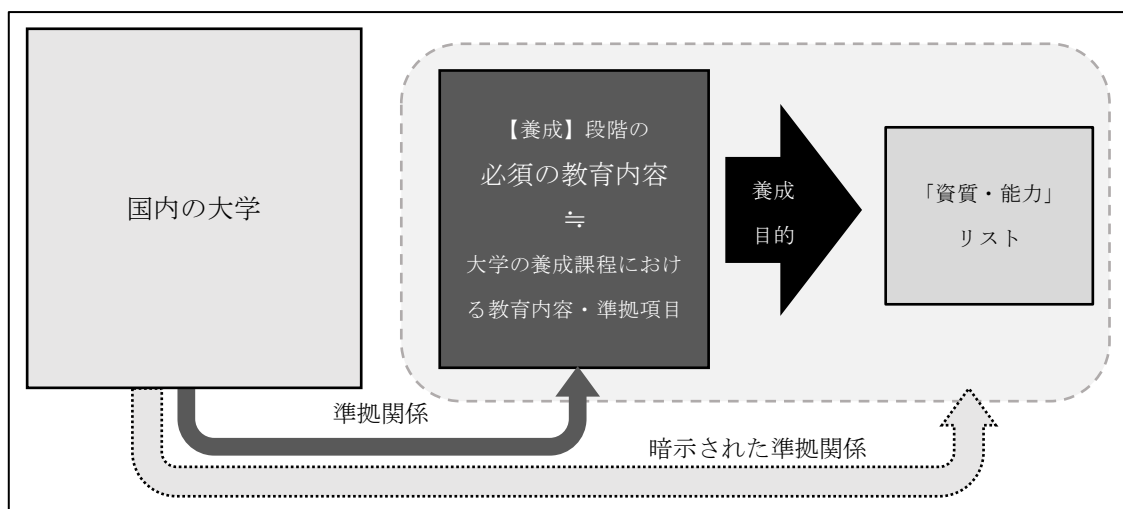 国内の大学
【養成】段階の
必須の教育内容
≒
大学の養成課程におけ
る教育内容・準拠項目
養成
目的
「資質・能力」
リスト
準拠関係
暗示された準拠関係